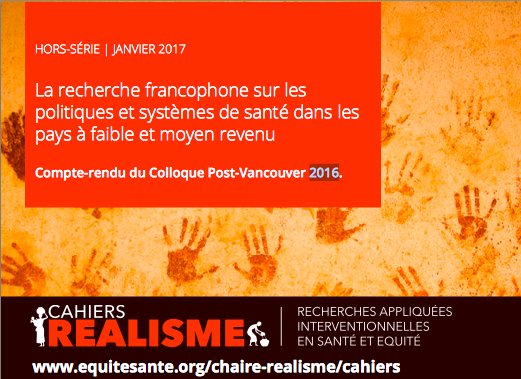 HORS-SÉRIE | JANVIER 2017
La recherche francophone sur les
politiques et systèmes de santé dans les
pays à faible et moyen revenu
Compte-rendu du Colloque Post-Vancouver 2016.
CAHIERS
REALISME
RECHERCHES APPLIQUÉES
INTERVENTIONNELLES
EN SANTÉ ET EQUITÉ
www.equitesante.org/chaire-realisme/cahiers